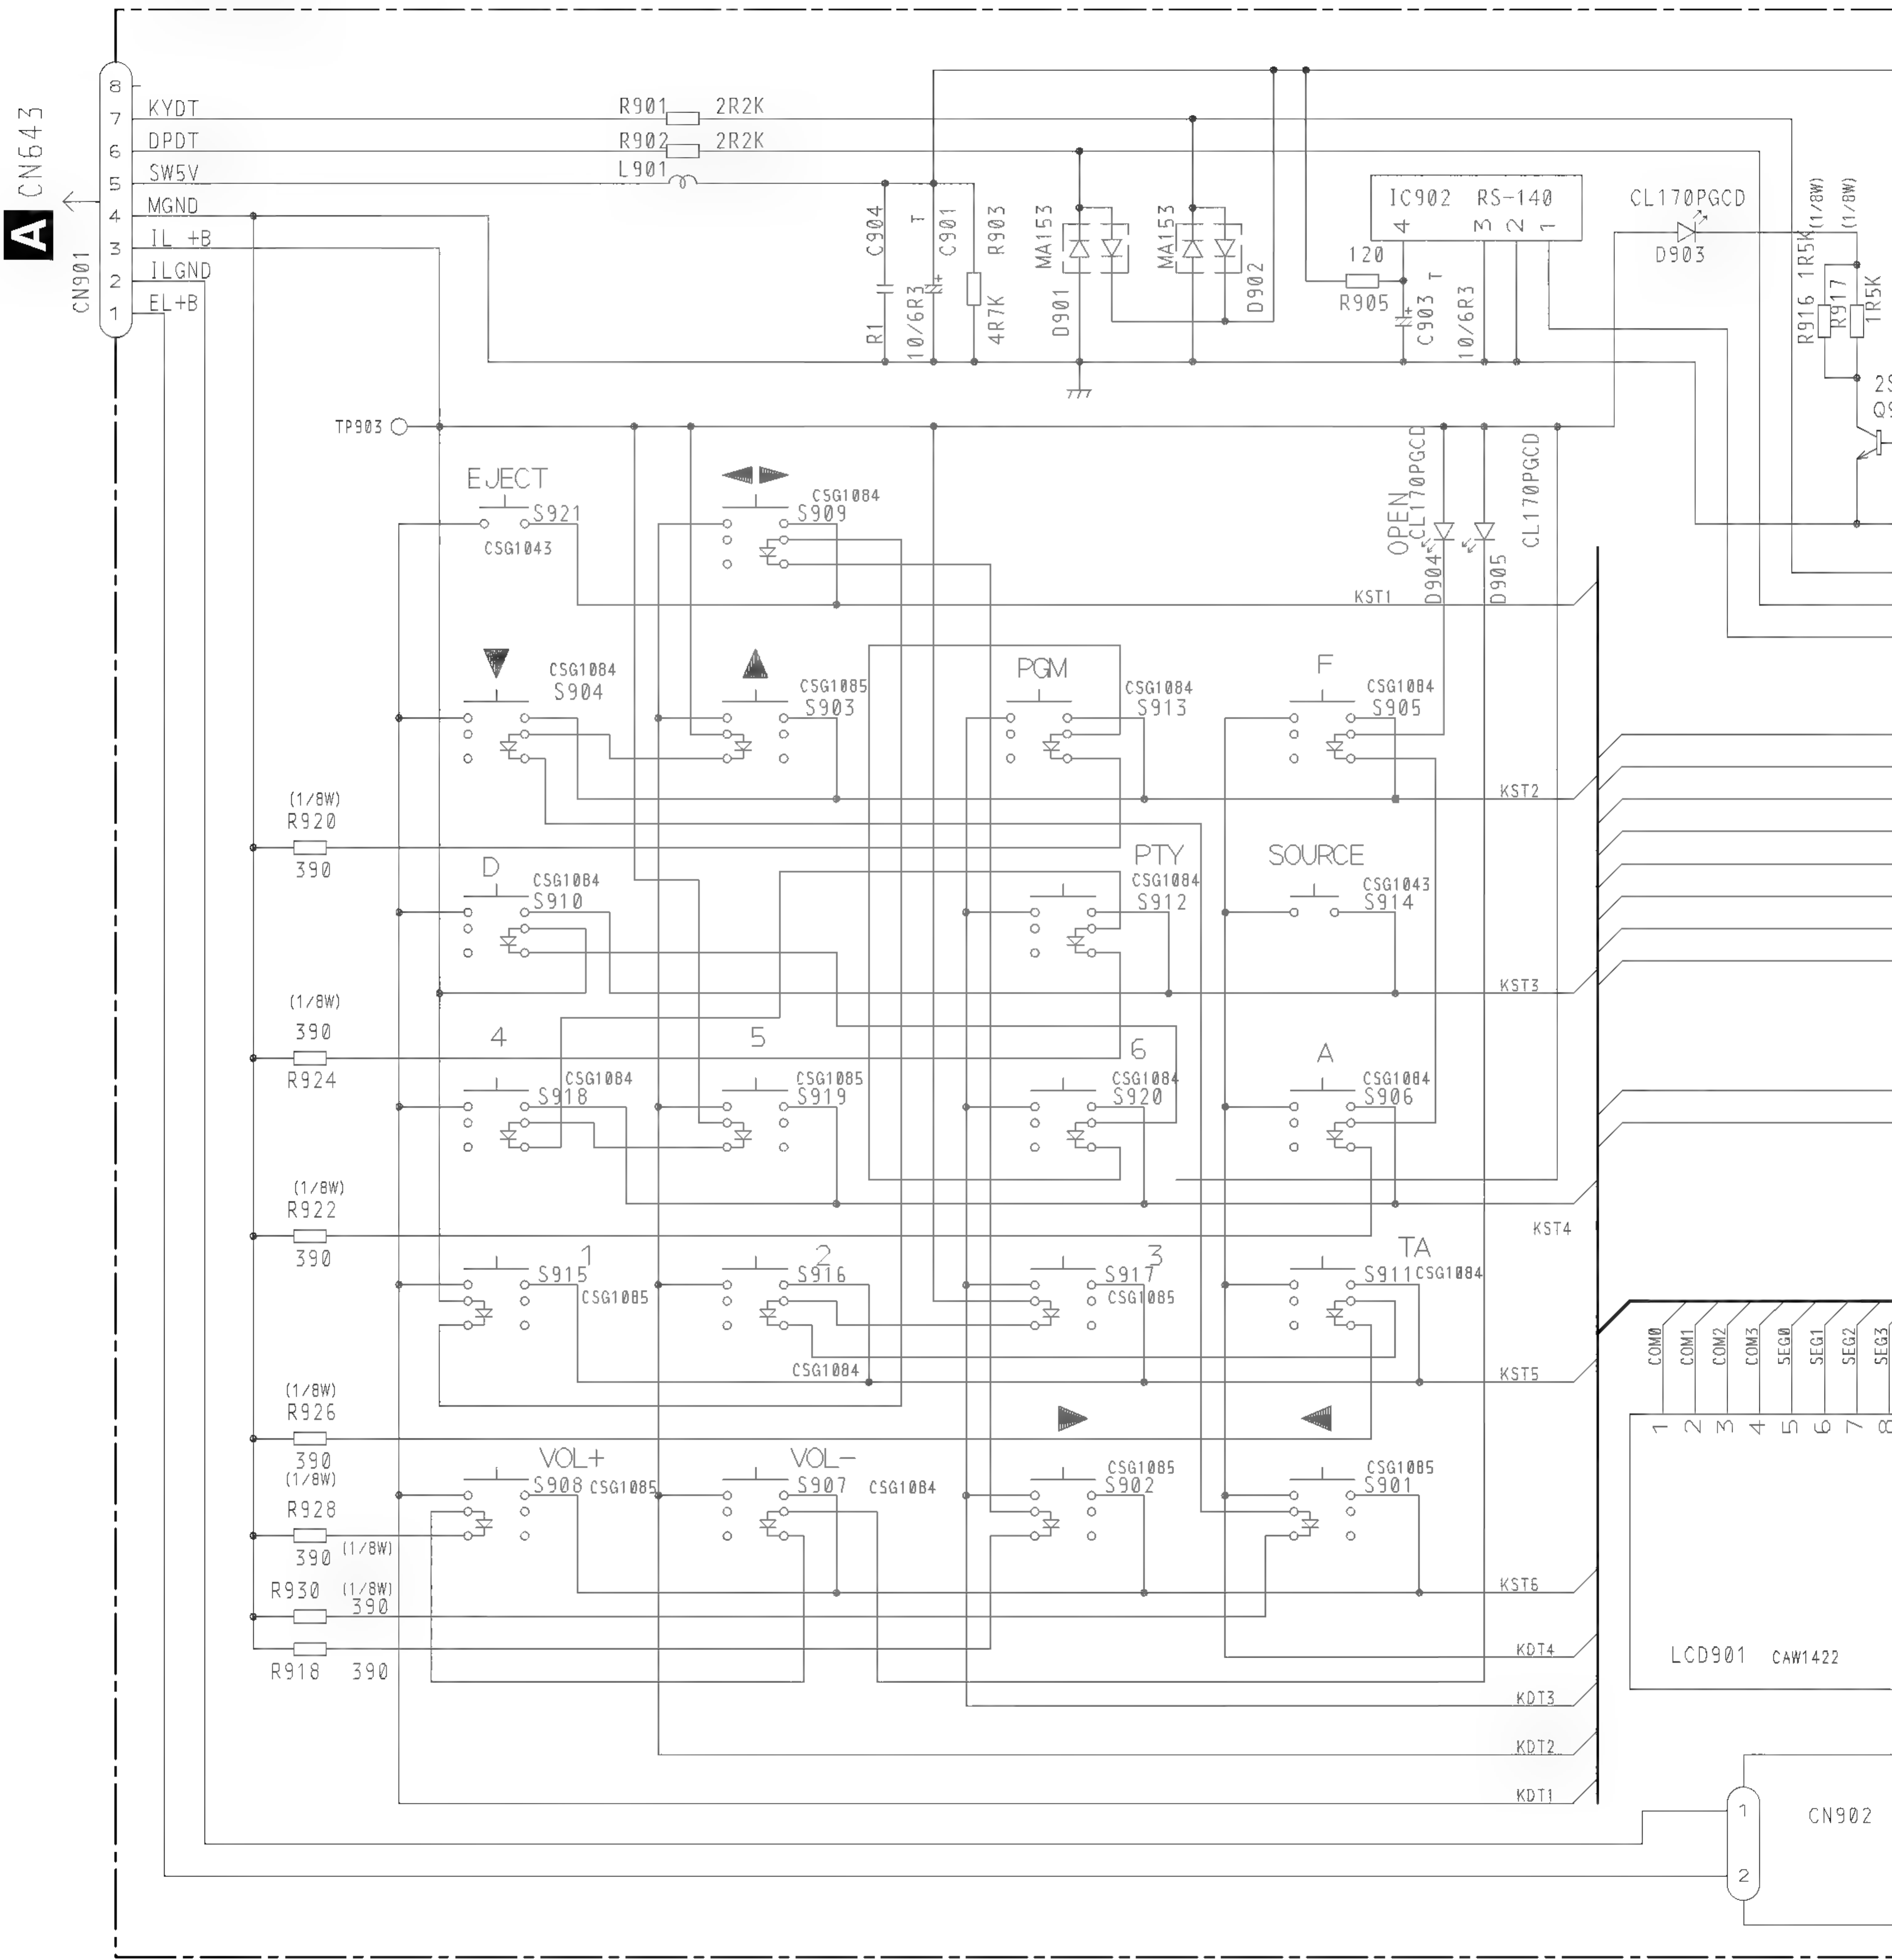 A CN643
CN901
8
7 KYDT
6 DPDT
5 SW5V
4 MGND
3 IL +B
2 ILGND
1 EL+B
R901 2R2K
R902 2R2K
L901
C904
R1
T
C901
10/6R3
R903
4R7K
MA153
D901
MA153
D902
IC902 RS-140
4 3 2 1
120
R905
T
C903
10/6R3
CL170PGCD
D903
(1/8W)
(1/8W)
R916 1R5K
R917
1R5K
TP903
EJECT
S921
CSG1043
CSG1084
S909
OPEN
CL170PGCD
D904
D905
CL170PGCD
KST1
CSG1084
S904
CSG1085
S903
PGM
CSG1084
S913
F
CSG1084
S905
KST2
(1/8W)
R920
390
D
CSG1084
S910
PTY
CSG1084
S912
SOURCE
CSG1043
S914
KST3
(1/8W)
390
R924
4
CSG1084
S918
5
CSG1085
S919
6
CSG1084
S920
A
CSG1084
S906
KST4
(1/8W)
R922
390
1
S915
CSG1085
2
S916
CSG1084
3
S917
CSG1085
TA
S911 CSG1084
KST5
(1/8W)
R926
390
(1/8W)
R928
390 (1/8W)
VOL+
S908 CSG1085
VOL-
S907 CSG1084
CSG1085
S902
CSG1085
S901
KST6
R930 (1/8W)
390
R918 390
KDT4
KDT3
KDT2
KDT1
COM0 COM1 COM2 COM3 SEG0 SEG1 SEG2 SEG3
1 2 3 4 5 6 7 8
LCD901 CAW1422
1
CN902
2